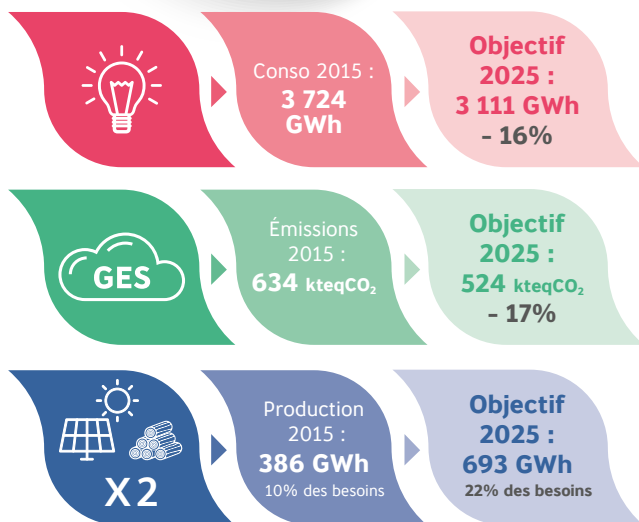 Conso 2015 :
3 724
GWh
Objectif
2025 :
3 111 GWh
- 16%
GES
Émissions
2015 :
634 kteqCO₂
Objectif
2025 :
524 kteqCO₂
- 17%
X 2
Production
2015 :
386 GWh
10% des besoins
Objectif
2025 :
693 GWh
22% des besoins